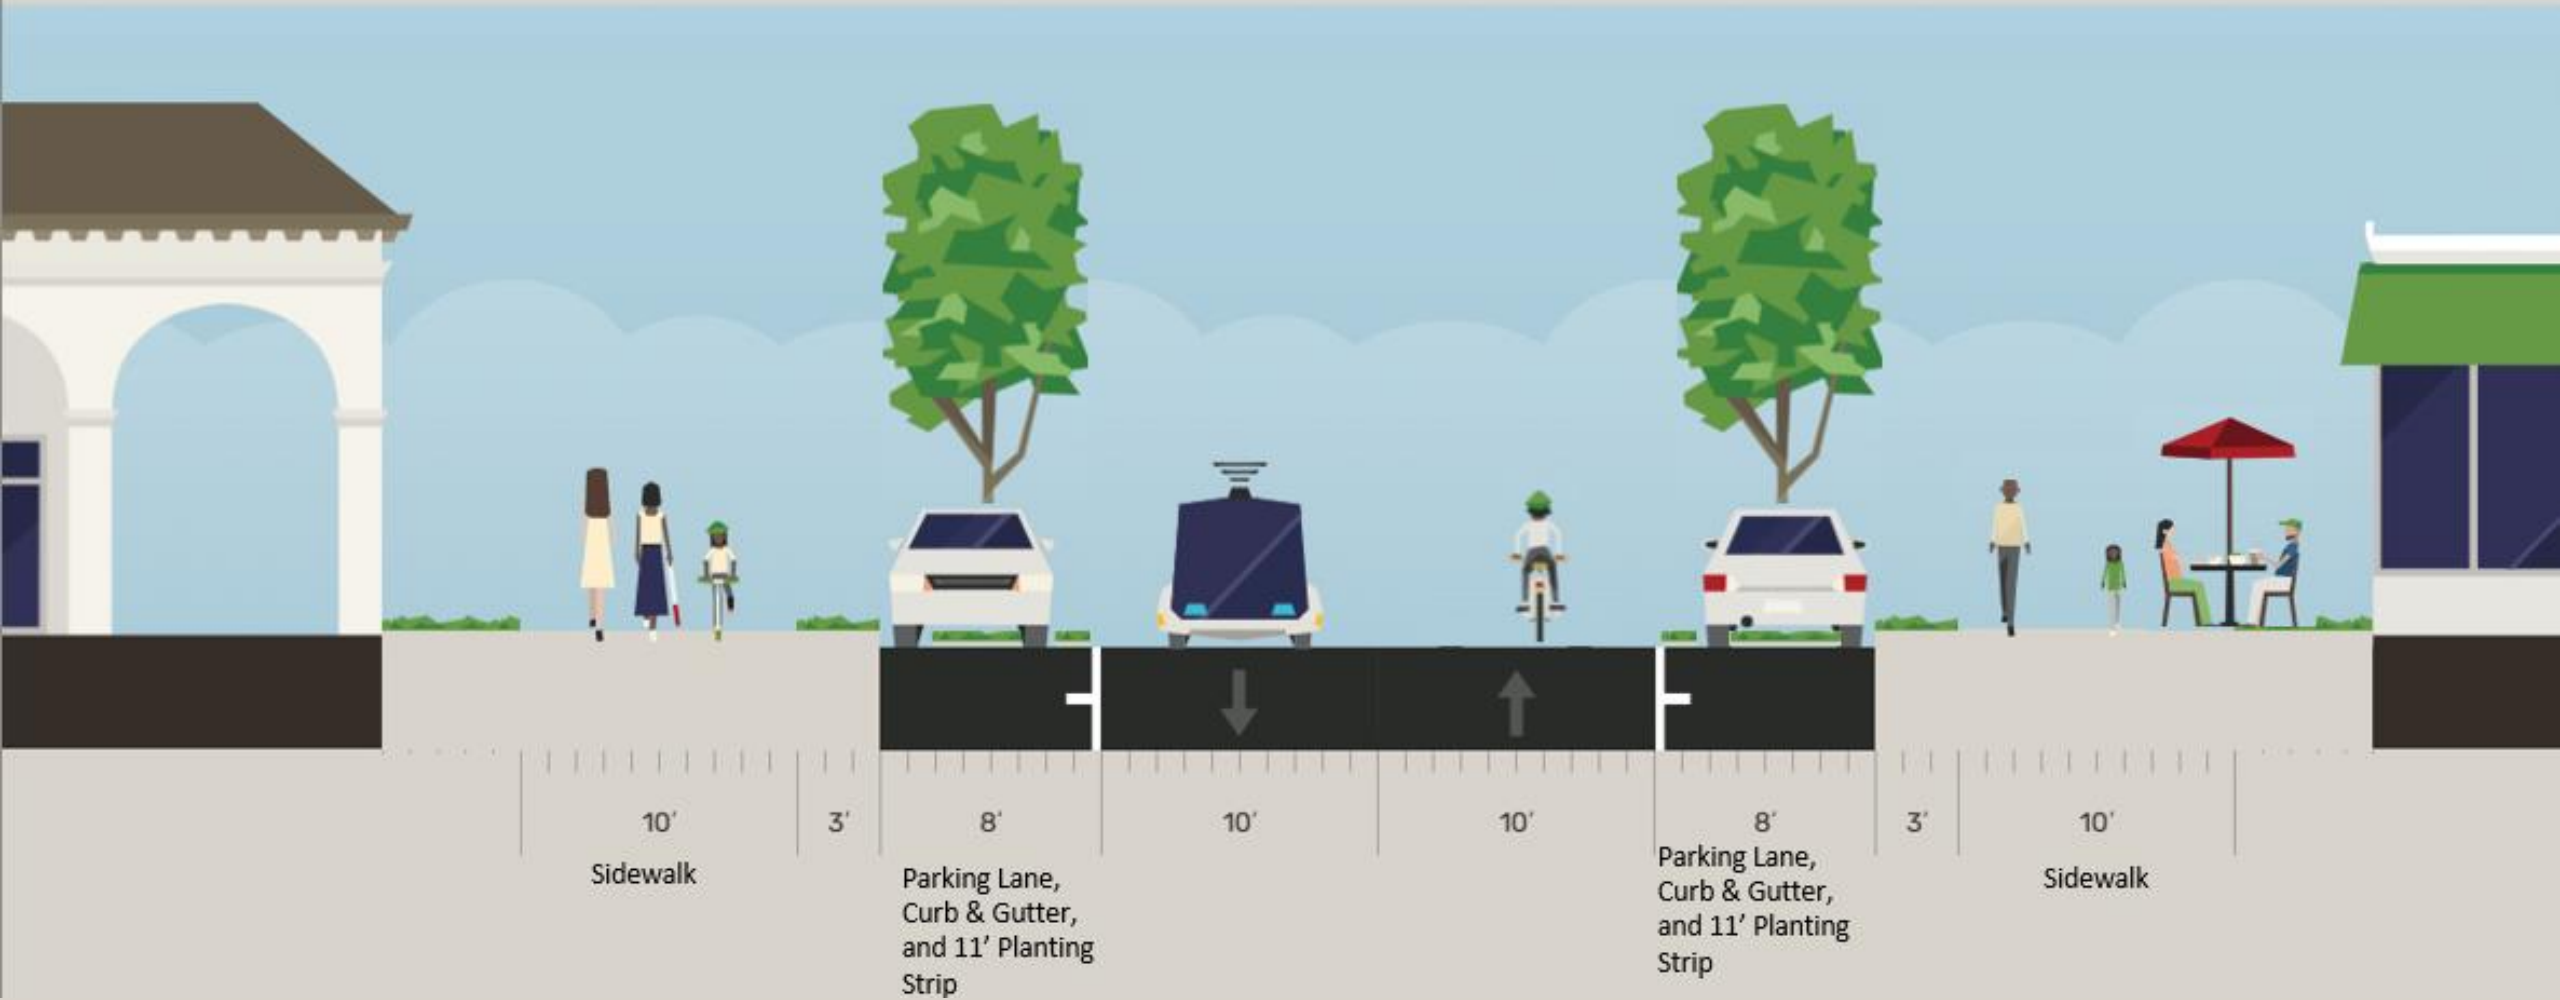 10′ 3′ 8′ 10′ 10′ 8′ 3′ 10′
Sidewalk
Parking Lane,
Curb & Gutter,
and 11’ Planting
Strip
Parking Lane,
Curb & Gutter,
and 11’ Planting
Strip
Sidewalk